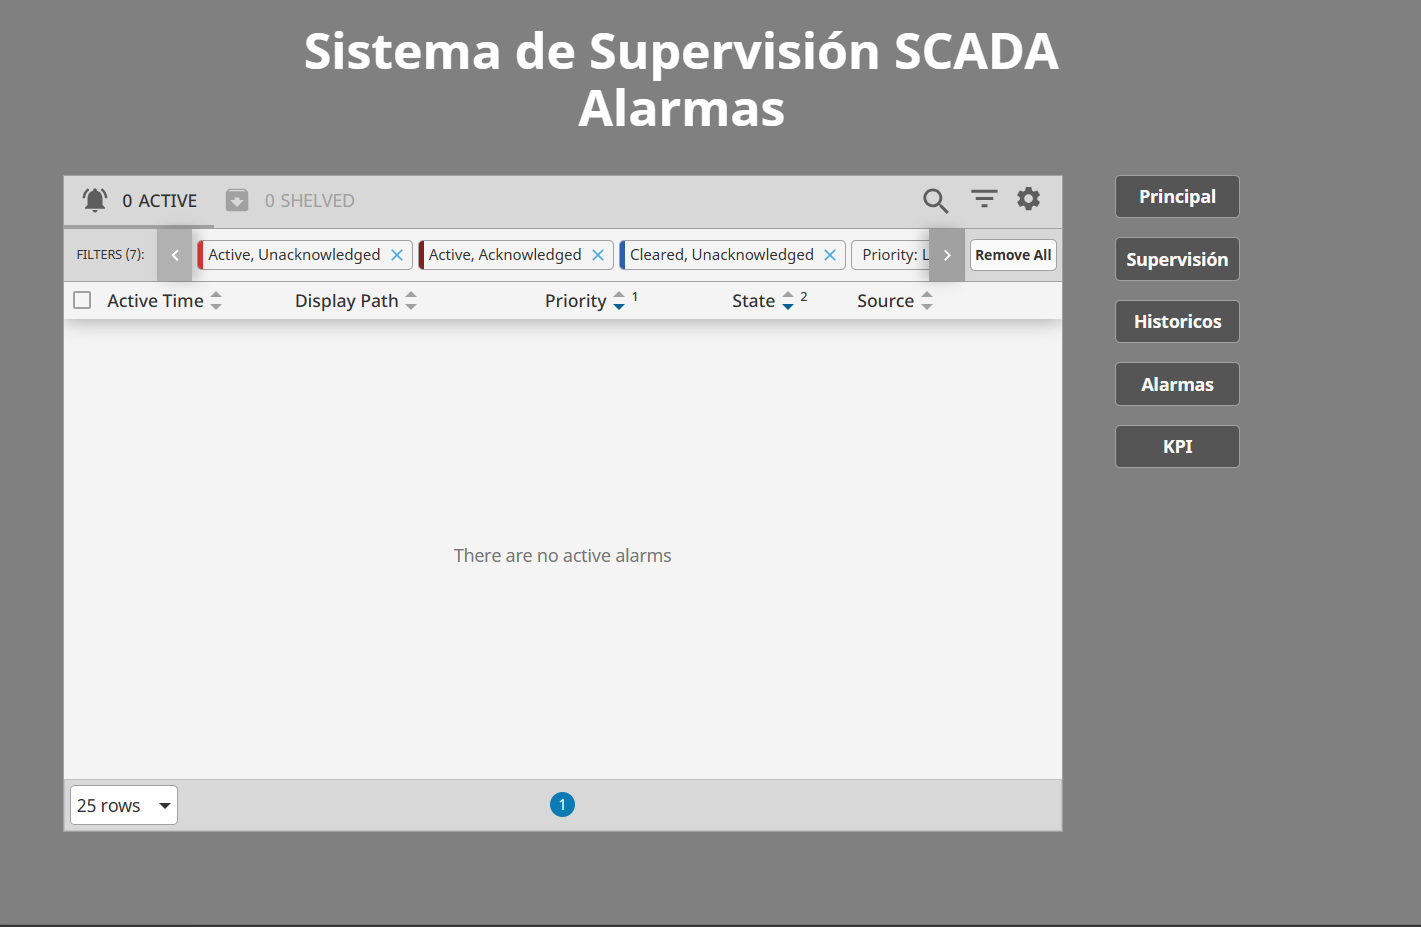 Sistema de Supervisión SCADA
Alarmas
0 ACTIVE
0 SHELVED
FILTERS (7):
Active, Unacknowledged
Active, Acknowledged
Cleared, Unacknowledged
Priority: L
Remove All
Active Time
Display Path
Priority 1
State 2
Source
There are no active alarms
25 rows
1
Principal
Supervisión
Historicos
Alarmas
KPI